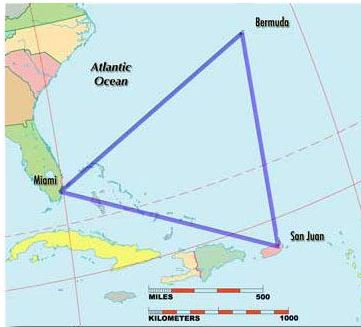 Bermuda
Atlantic
Ocean
Miami
San Juan
MILES 500
KILOMETERS 1000